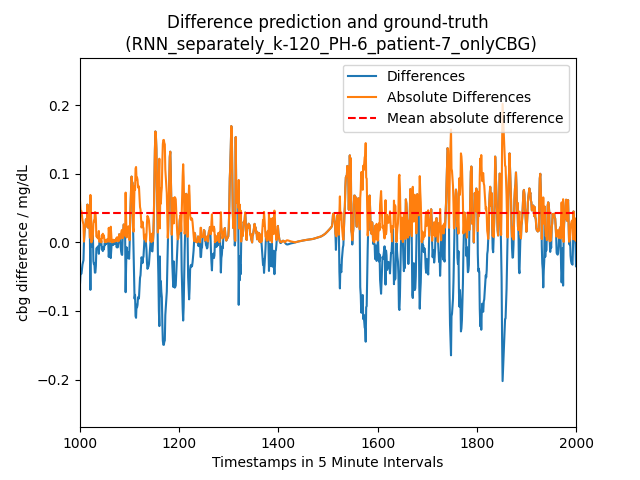 Difference prediction and ground-truth
(RNN_separately_k-120_PH-6_patient-7_onlyCBG)
Differences
Absolute Differences
Mean absolute difference
cbg difference / mg/dL
0.2
0.1
0.0
−0.1
−0.2
1000
1200
1400
1600
1800
2000
Timestamps in 5 Minute Intervals